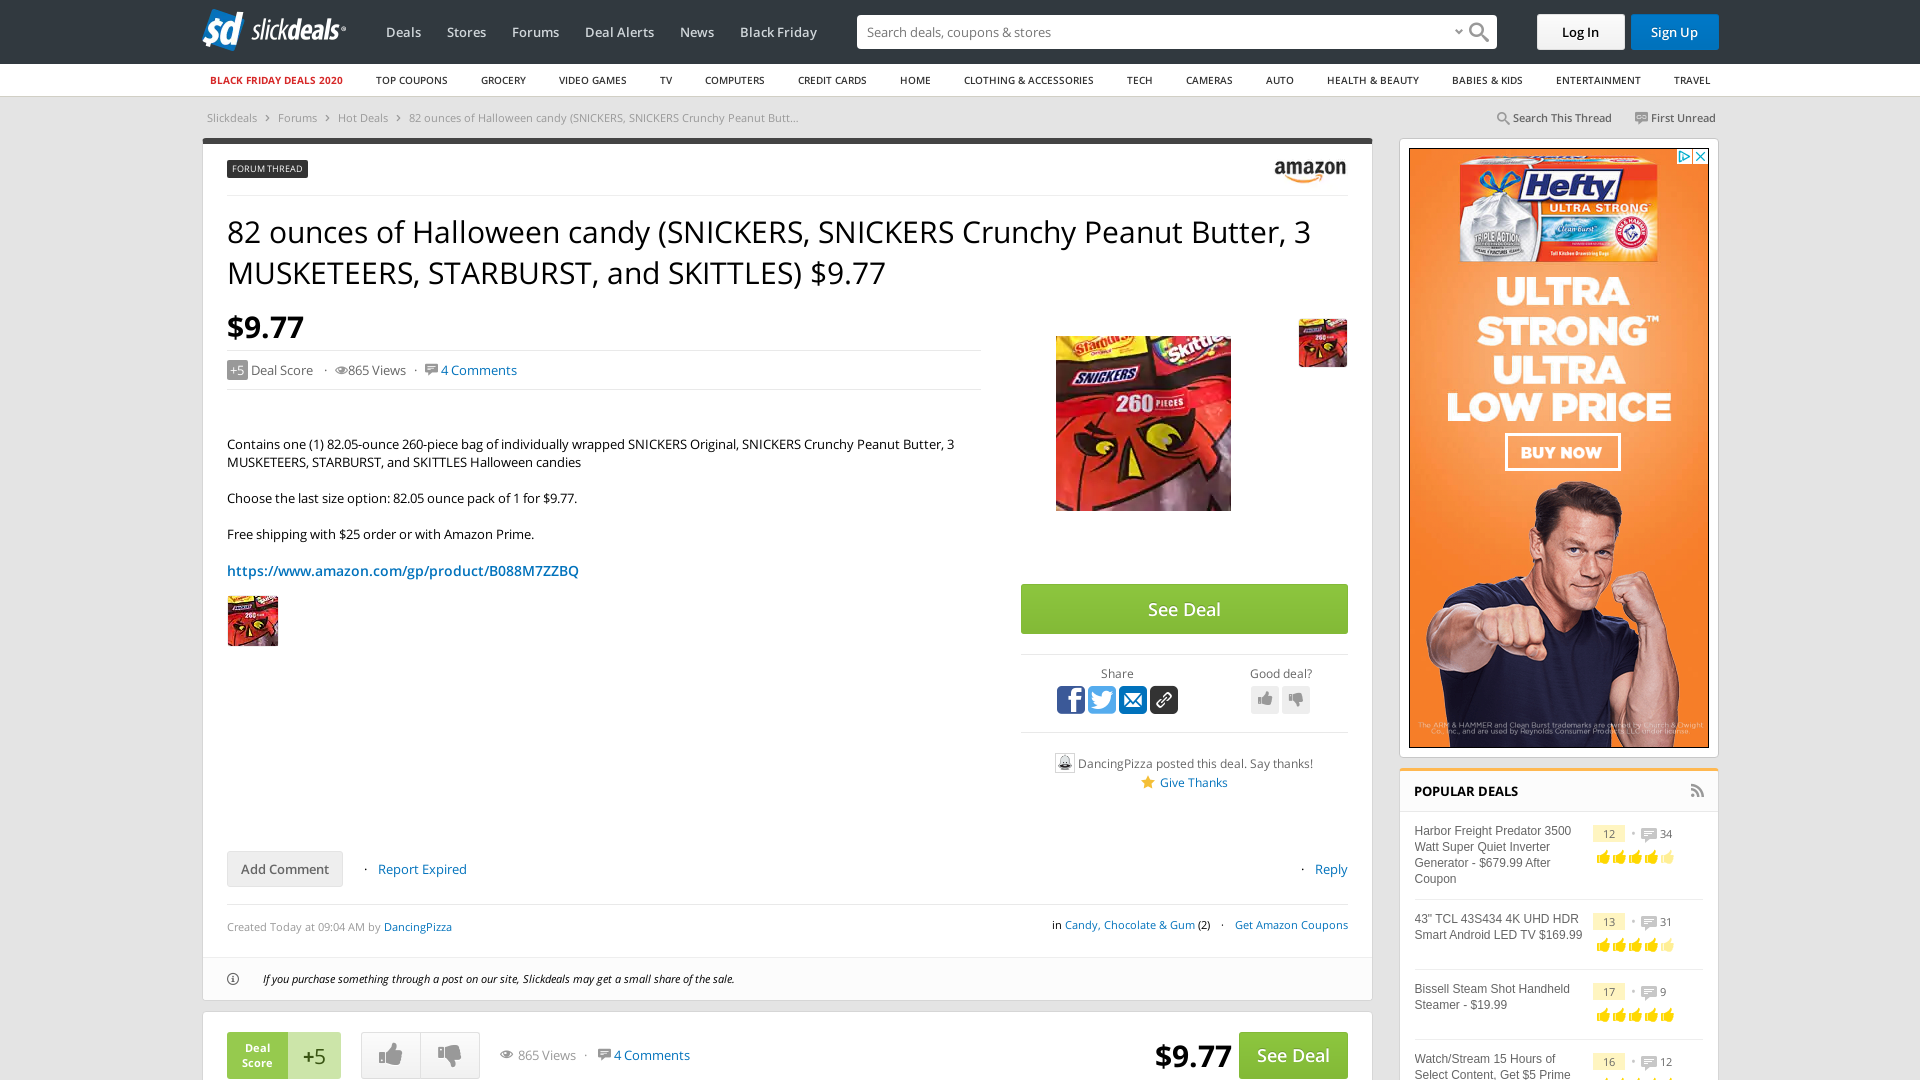 sd slickdeals
Deals Stores Forums Deal Alerts News Black Friday
Search deals, coupons & stores
Log In Sign Up
BLACK FRIDAY DEALS 2020 TOP COUPONS GROCERY VIDEO GAMES TV COMPUTERS CREDIT CARDS HOME CLOTHING & ACCESSORIES TECH CAMERAS AUTO HEALTH & BEAUTY BABIES & KIDS ENTERTAINMENT TRAVEL
Slickdeals > Forums > Hot Deals > 82 ounces of Halloween candy (SNICKERS, SNICKERS Crunchy Peanut Butt...
Search This Thread First Unread
FORUM THREAD
amazon
82 ounces of Halloween candy (SNICKERS, SNICKERS Crunchy Peanut Butter, 3
MUSKETEERS, STARBURST, and SKITTLES) $9.77
$9.77
+5 Deal Score · 865 Views · 4 Comments
Contains one (1) 82.05-ounce 260-piece bag of individually wrapped SNICKERS Original, SNICKERS Crunchy Peanut Butter, 3
MUSKETEERS, STARBURST, and SKITTLES Halloween candies
Choose the last size option: 82.05 ounce pack of 1 for $9.77.
Free shipping with $25 order or with Amazon Prime.
https://www.amazon.com/gp/product/B088M7ZZBQ
Starburst
Skittles
SNICKERS
260 PIECES
See Deal
Share
Good deal?
DancingPizza posted this deal. Say thanks!
Give Thanks
Add Comment · Report Expired
· Reply
Created Today at 09:04 AM by DancingPizza
in Candy, Chocolate & Gum (2) · Get Amazon Coupons
If you purchase something through a post on our site, Slickdeals may get a small share of the sale.
Deal
Score
+5
865 Views · 4 Comments
$9.77
See Deal
Hefty
ULTRA STRONG
TRIPLE ACTION
Clean Burst
ARM & HAMMER
ULTRA
STRONG™
ULTRA
LOW PRICE
BUY NOW
The ARM & HAMMER and Clean Burst trademarks are owned by Church & Dwight
Co., Inc., and are used by Reynolds Consumer Products LLC under license.
POPULAR DEALS
Harbor Freight Predator 3500
Watt Super Quiet Inverter
Generator - $679.99 After
Coupon
12 • 34
43" TCL 43S434 4K UHD HDR
Smart Android LED TV $169.99
13 • 31
Bissell Steam Shot Handheld
Steamer - $19.99
17 • 9
Watch/Stream 15 Hours of
Select Content, Get $5 Prime
16 • 12